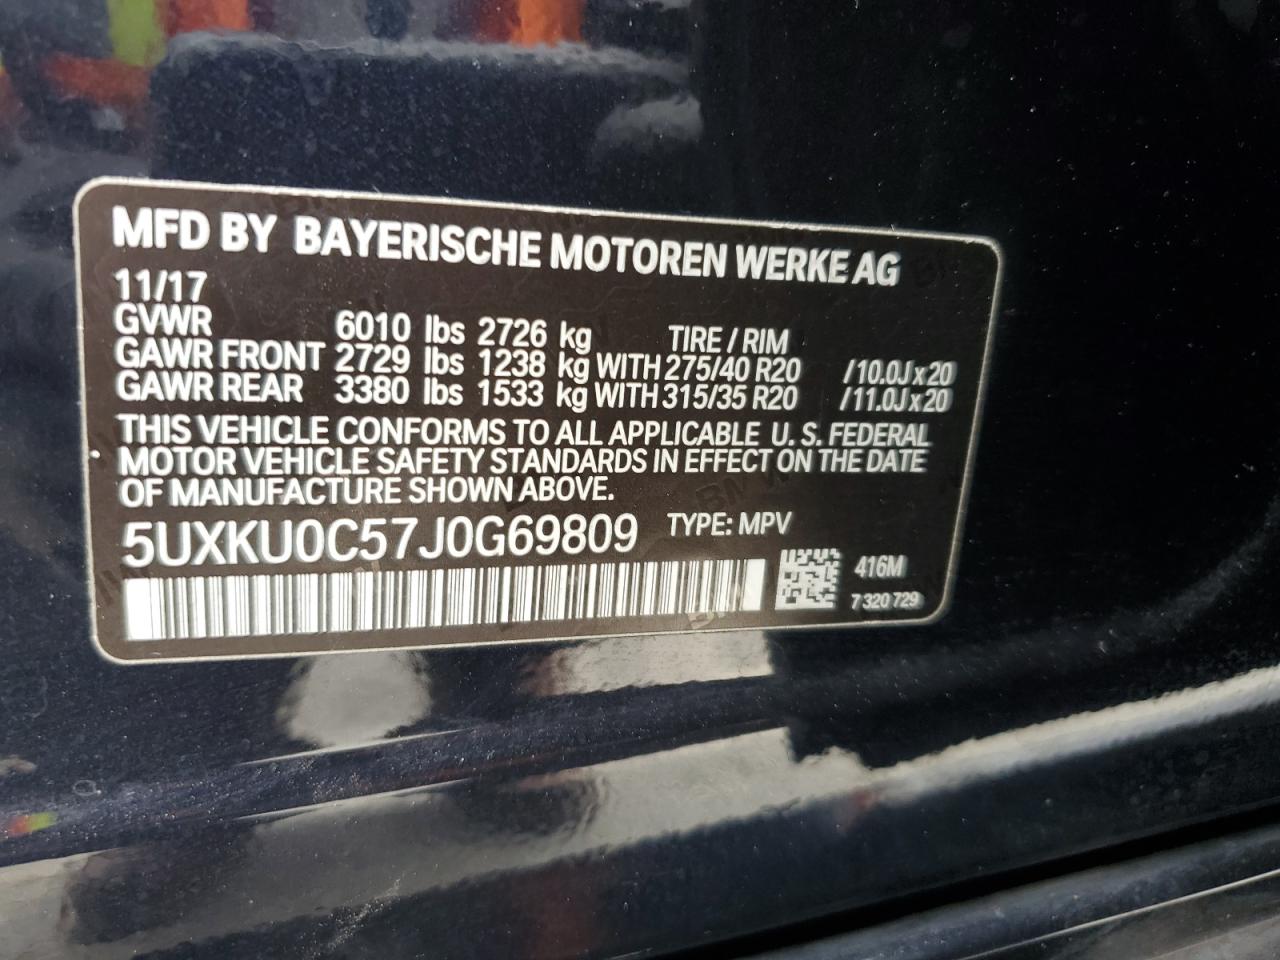 MFD BY BAYERISCHE MOTOREN WERKE AG
11/17
GVWR 6010 lbs 2726 kg TIRE / RIM
GAWR FRONT 2729 lbs 1238 kg WITH 275/40 R20 /10.0J x 20
GAWR REAR 3380 lbs 1533 kg WITH 315/35 R20 /11.0J x 20
THIS VEHICLE CONFORMS TO ALL APPLICABLE U. S. FEDERAL
MOTOR VEHICLE SAFETY STANDARDS IN EFFECT ON THE DATE
OF MANUFACTURE SHOWN ABOVE.
5UXKU0C57J0G69809 TYPE: MPV
416M
7 320 729